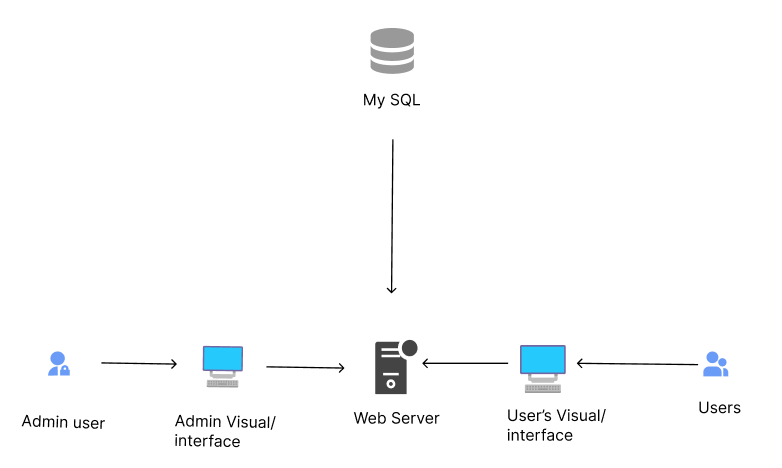 My SQL
Admin user
Admin Visual/
interface
Web Server
User's Visual/
interface
Users